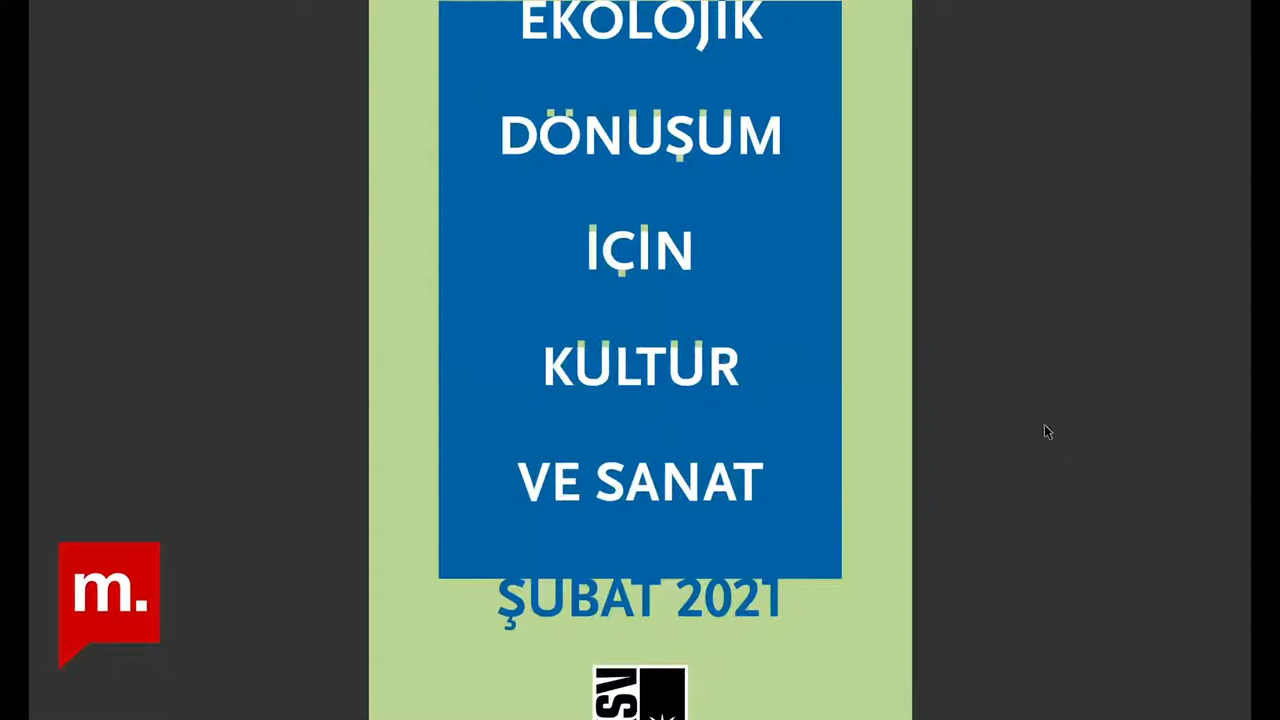 EKOLOJİK
DÖNÜŞÜM
İÇİN
KÜLTÜR
VE SANAT
ŞUBAT 2021
m.